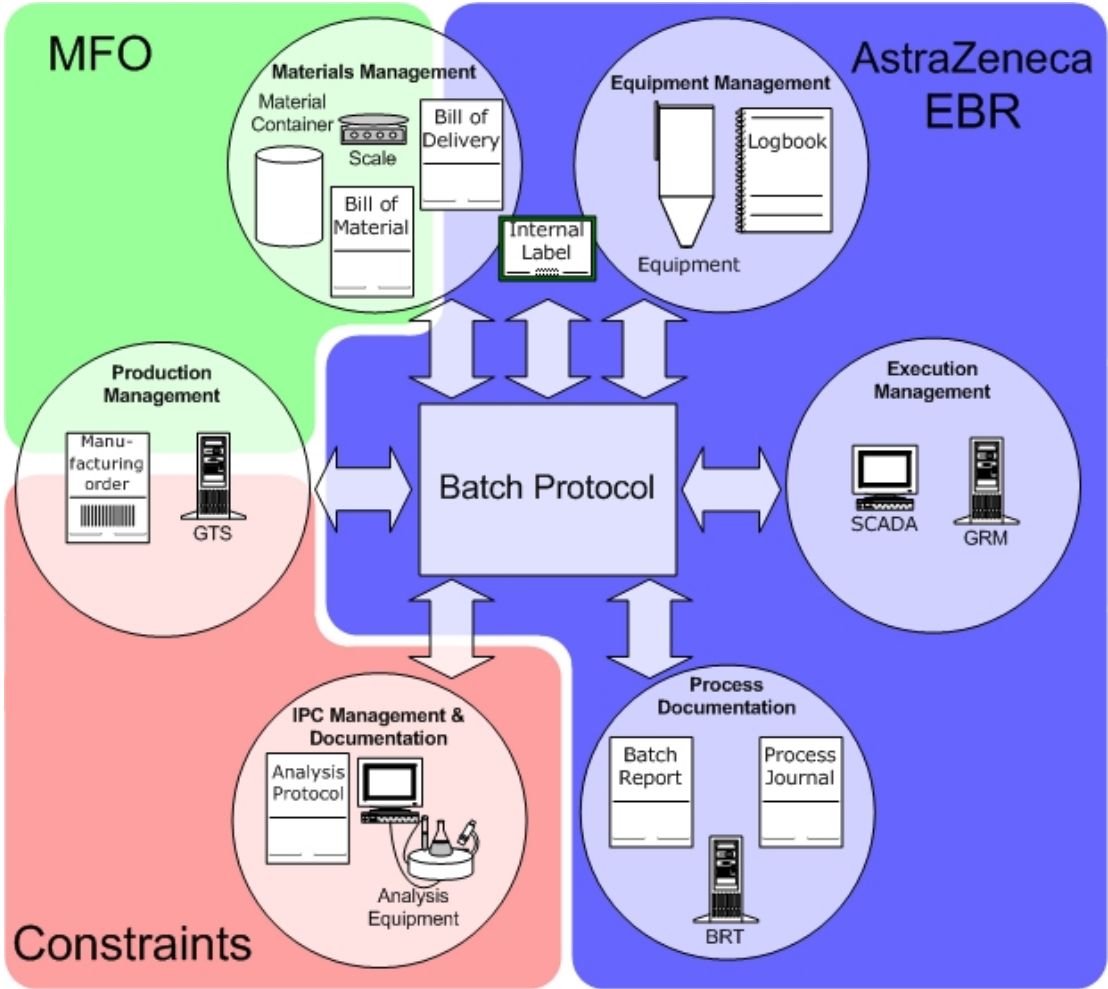 MFO
AstraZeneca
EBR
Materials Management
Material
Container
Scale
Bill of
Delivery
Bill of
Material
Equipment Management
Logbook
Equipment
Internal
Label
Production
Management
Manu-
facturing
order
GTS
Batch Protocol
Execution
Management
SCADA
GRM
IPC Management &
Documentation
Analysis
Protocol
Analysis
Equipment
Process
Documentation
Batch
Report
Process
Journal
BRT
Constraints